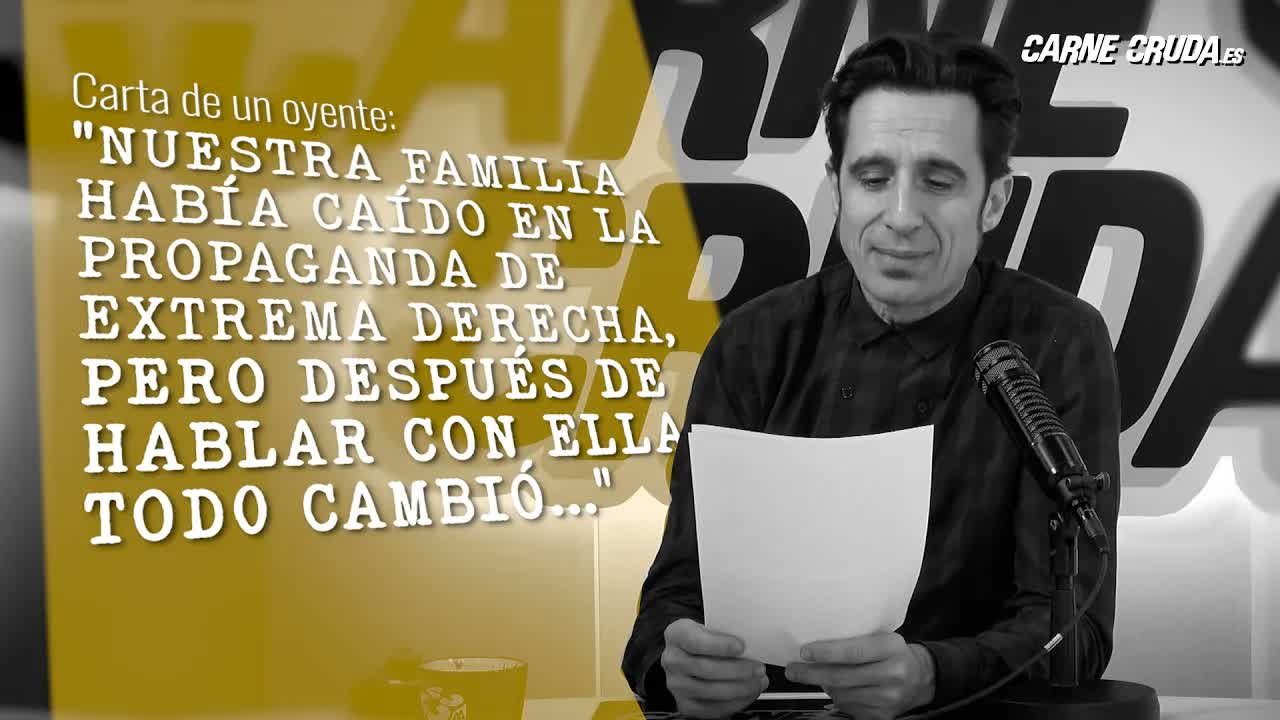 CARNE CRUDA.ES
Carta de un oyente:
"NUESTRA FAMILIA
HABÍA CAÍDO EN LA
PROPAGANDA DE
EXTREMA DERECHA,
PERO DESPUÉS DE
HABLAR CON ELLA
TODO CAMBIÓ..."